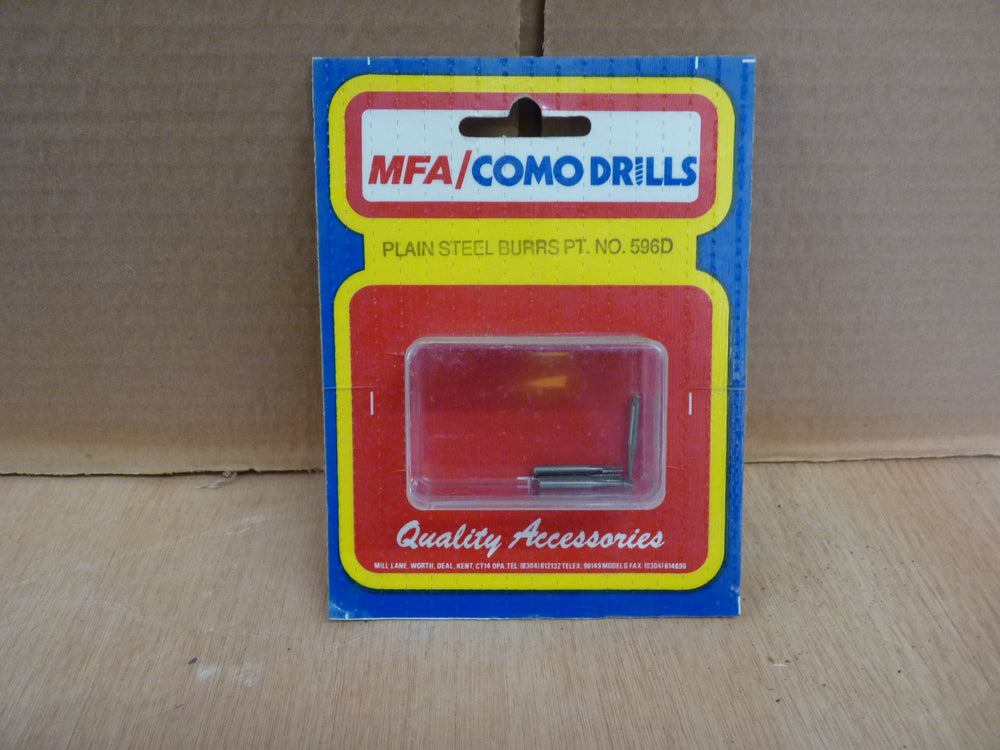 MFA/COMO DRILLS
PLAIN STEEL BURRS PT. NO. 596D
Quality Accessories
MILL LANE, WORTH, DEAL, KENT, CT14 OPA. TEL: (0304) 612132 TELEX: 96149 MODEL G FAX: (0304) 614696